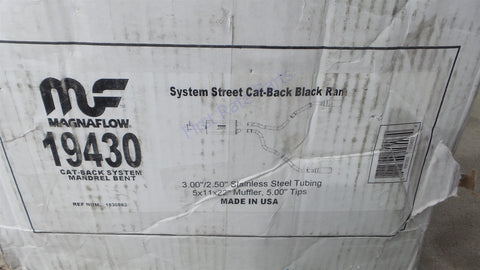 MF
MAGNAFLOW
19430
CAT-BACK SYSTEM
MANDREL BENT
System Street Cat-Back Black Ram
3.00"/2.50" Stainless Steel Tubing
5x11x22" Muffler, 5.00" Tips
MADE IN USA